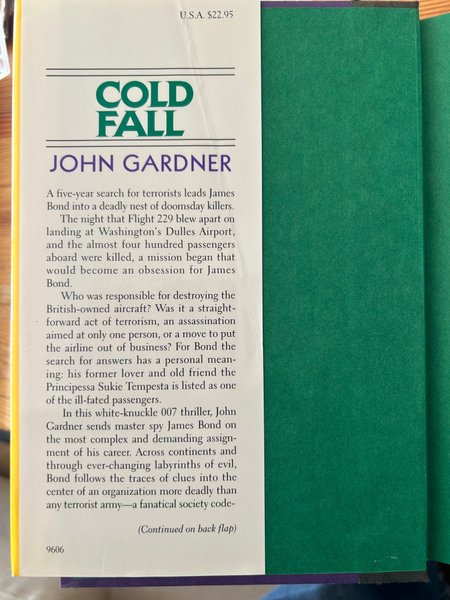 U.S.A. $22.95
COLD
FALL
JOHN GARDNER
A five-year search for terrorists leads James
Bond into a deadly nest of doomsday killers.
The night that Flight 229 blew apart on
landing at Washington's Dulles Airport,
and the almost four hundred passengers
aboard were killed, a mission began that
would become an obsession for James
Bond.
Who was responsible for destroying the
British-owned aircraft? Was it a straight-
forward act of terrorism, an assassination
aimed at only one person, or a move to put
the airline out of business? For Bond the
search for answers has a personal mean-
ing: his former lover and old friend the
Principessa Sukie Tempesta is listed as one
of the ill-fated passengers.
In this white-knuckle 007 thriller, John
Gardner sends master spy James Bond on
the most complex and demanding assign-
ment of his career. Across continents and
through ever-changing labyrinths of evil,
Bond follows the traces of clues into the
center of an organization more deadly than
any terrorist army—a fanatical society code-
(Continued on back flap)
9606